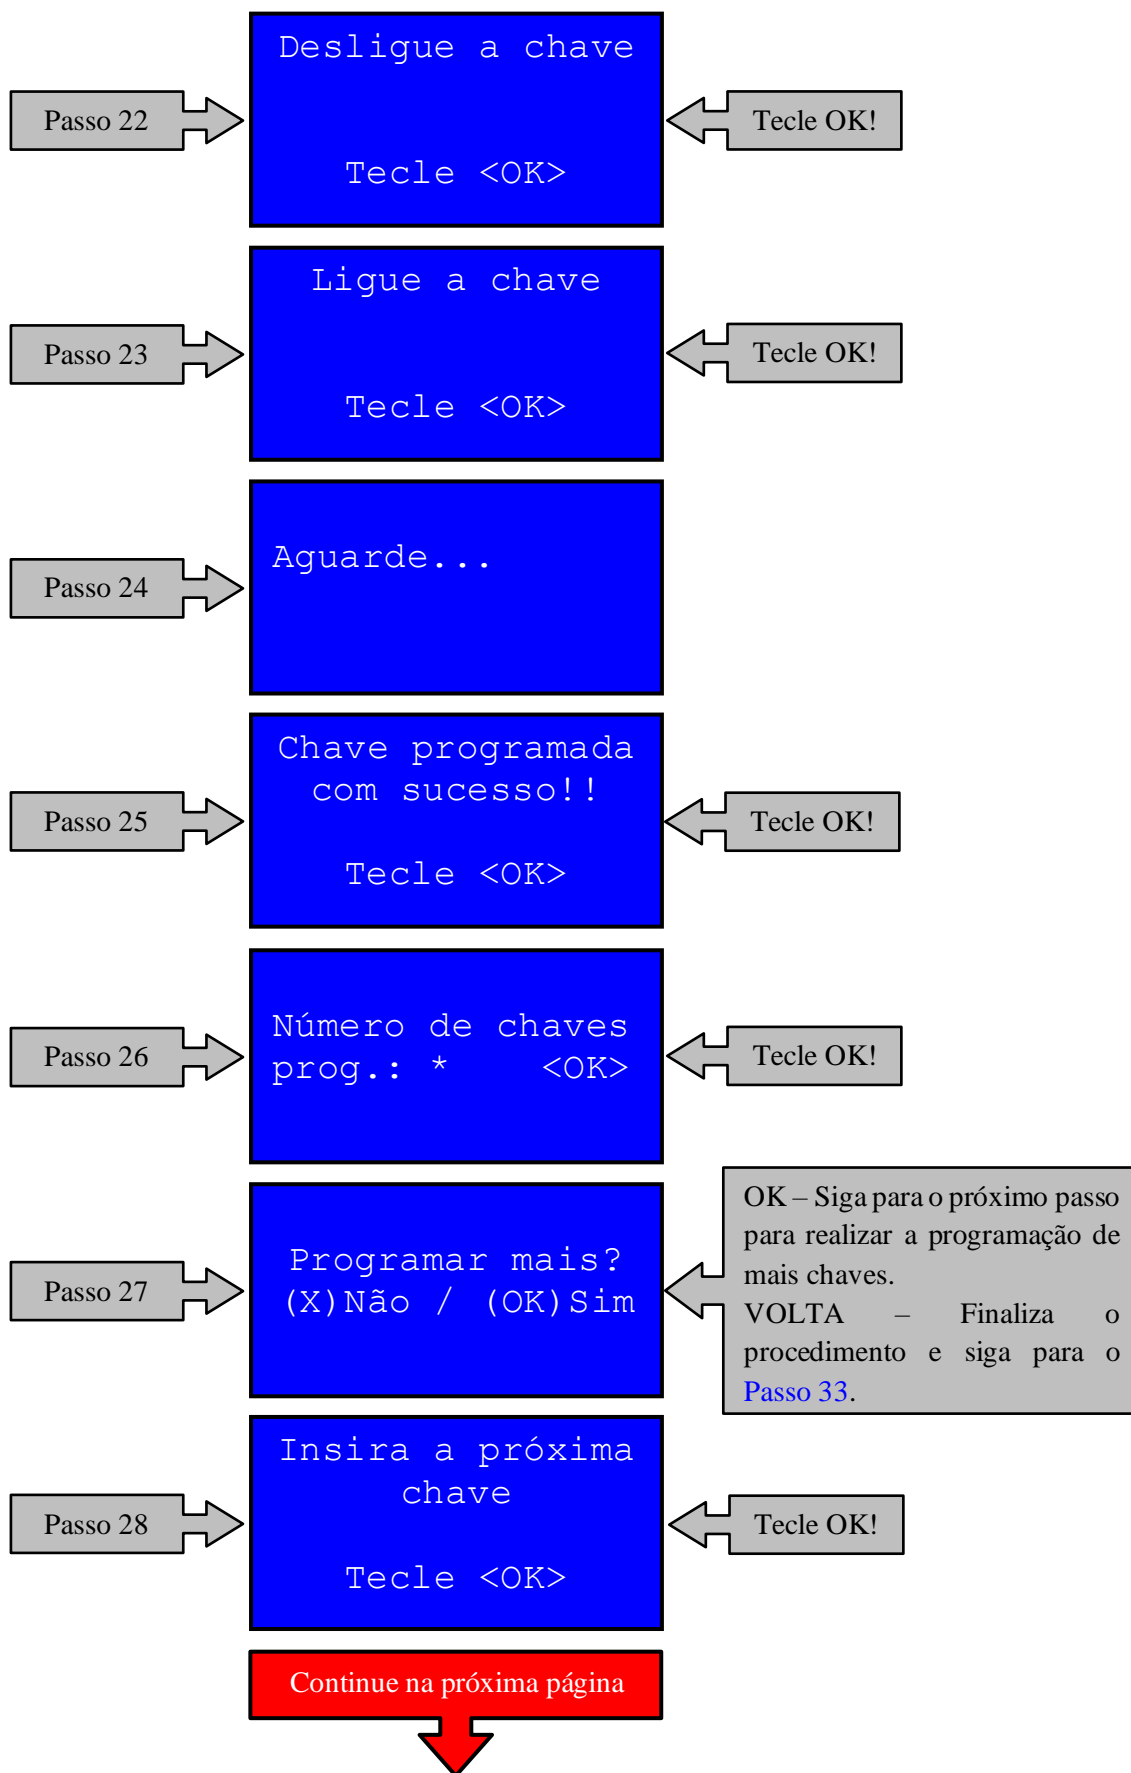 Desligue a chave
Passo 22
Tecle OK!
Tecle <OK>
Ligue a chave
Passo 23
Tecle OK!
Tecle <OK>
Aguarde...
Passo 24
Chave programada
com sucesso!!
Passo 25
Tecle OK!
Tecle <OK>
Número de chaves
prog.: * <OK>
Passo 26
Tecle OK!
Programar mais?
(X)Não / (OK)Sim
Passo 27
OK – Siga para o próximo passo
para realizar a programação de
mais chaves.
VOLTA – Finaliza o
procedimento e siga para o
Passo 33.
Insira a próxima
chave
Passo 28
Tecle OK!
Tecle <OK>
Continue na próxima página